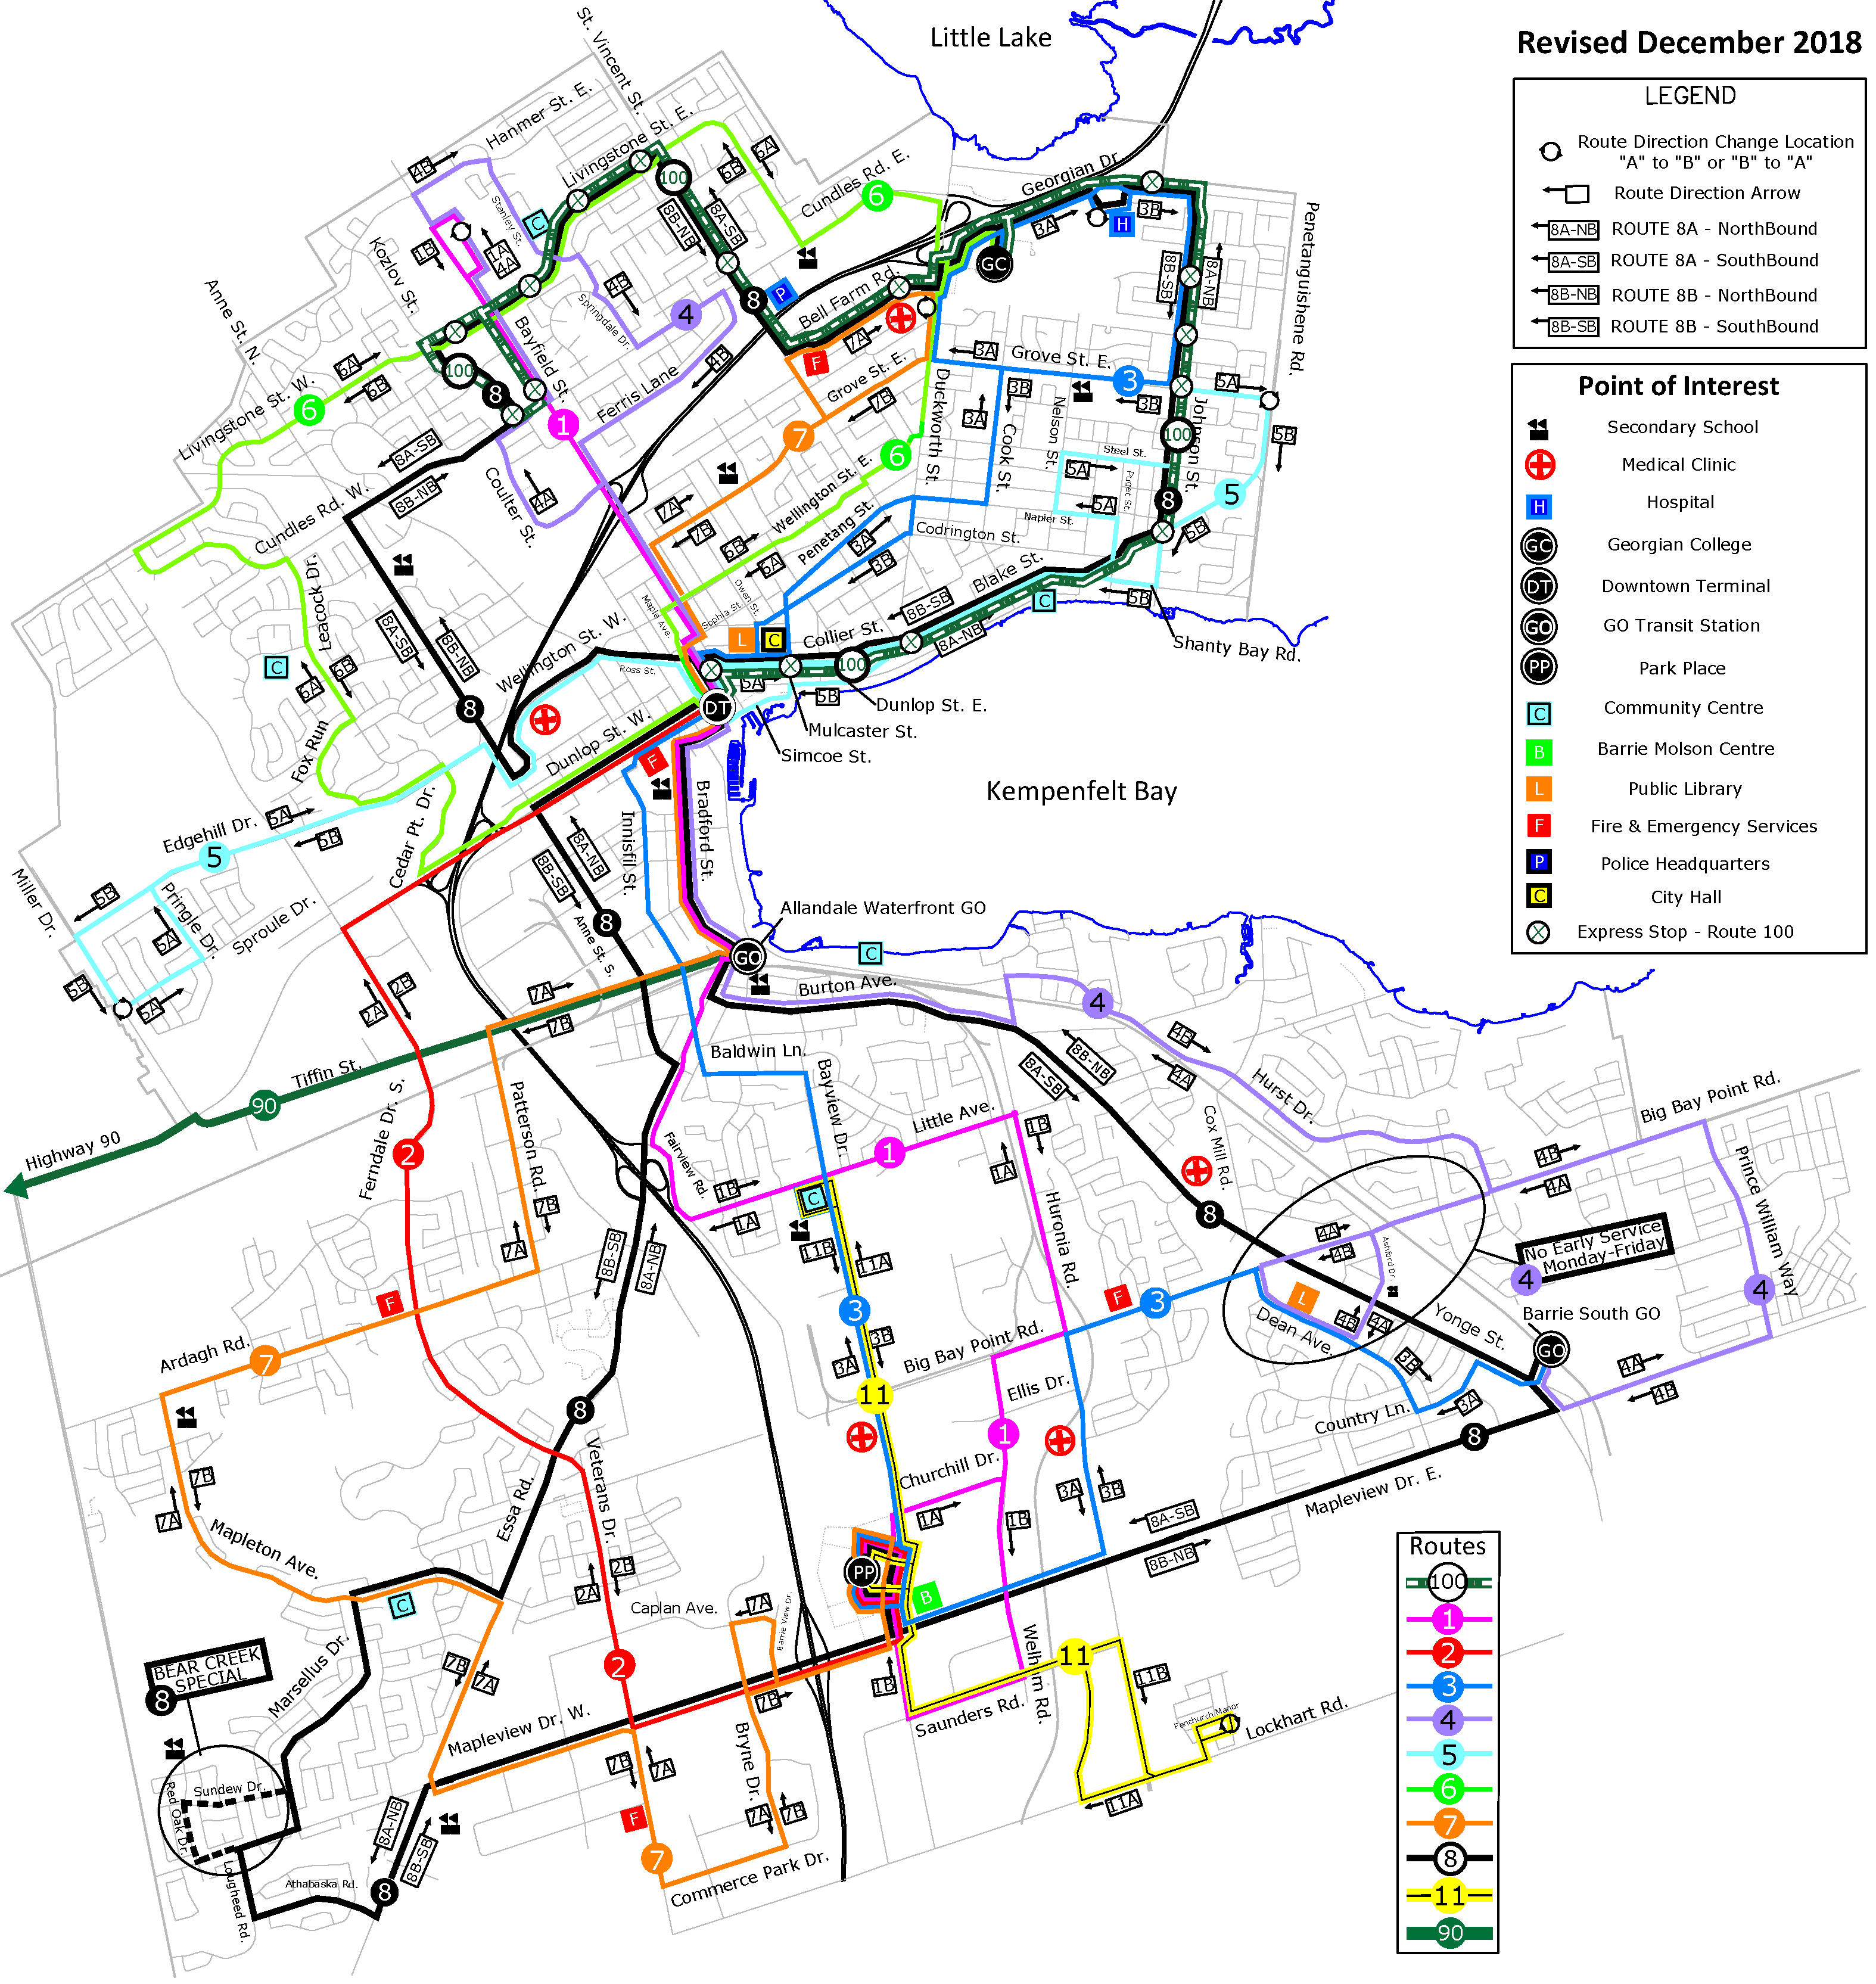 Revised December 2018
LEGEND
Route Direction Change Location
"A" to "B" or "B" to "A"
Route Direction Arrow
8A-NB ROUTE 8A - NorthBound
8A-SB ROUTE 8A - SouthBound
8B-NB ROUTE 8B - NorthBound
8B-SB ROUTE 8B - SouthBound
Point of Interest
Secondary School
Medical Clinic
H Hospital
GC Georgian College
DT Downtown Terminal
GO GO Transit Station
PP Park Place
C Community Centre
B Barrie Molson Centre
L Public Library
F Fire & Emergency Services
P Police Headquarters
C City Hall
Express Stop - Route 100
Routes
100
1
2
3
4
5
6
7
8
11
90
Little Lake
Kempenfelt Bay
St. Vincent St.
Hanmer St. E.
Livingstone St. E.
Cundles Rd. E.
Georgian Dr.
Penetanguishene Rd.
Stanley St.
Kozlov St.
Anne St. N.
Springdale Dr.
Bayfield St.
Bell Farm Rd.
Grove St. E.
Grove St. E.
Ferris Lane
Livingstone St. W.
Cundles Rd. W.
Coulter St.
Duckworth St.
Cook St.
Nelson St.
Johnson St.
Steel St.
Puget St.
Napier St.
Wellington St. E.
Penetang St.
Codrington St.
Blake St.
Owen St.
Sophia St.
Maple Ave.
Collier St.
Shanty Bay Rd.
Leacock Dr.
Wellington St. W.
Ross St.
Dunlop St. W.
Dunlop St. E.
Mulcaster St.
Simcoe St.
Fox Run
Edgehill Dr.
Cedar Pt. Dr.
Miller Dr.
Pringle Dr.
Sproule Dr.
Innisfil St.
Bradford St.
Anne St. S.
Allandale Waterfront GO
Burton Ave.
Baldwin Ln.
Bayview Dr.
Tiffin St.
Highway 90
Ferndale Dr. S.
Patterson Rd.
Fairview Rd.
Little Ave.
Huronia Rd.
Cox Mill Rd.
Hurst Dr.
Big Bay Point Rd.
Prince William Way
No Early Service
Monday-Friday
Ashford Dr.
Dean Ave.
Yonge St.
Barrie South GO
Big Bay Point Rd.
Ellis Dr.
Country Ln.
Mapleview Dr. E.
Churchill Dr.
Ardagh Rd.
Mapleton Ave.
Essa Rd.
Veterans Dr.
Caplan Ave.
Barrie View Dr.
Marsellus Dr.
BEAR CREEK
SPECIAL
Sundew Dr.
Red Oak Dr.
Lougheed Rd.
Athabaska Rd.
Mapleview Dr. W.
Bryne Dr.
Commerce Park Dr.
Saunders Rd.
Welham Rd.
Fenchurch Manor
Lockhart Rd.